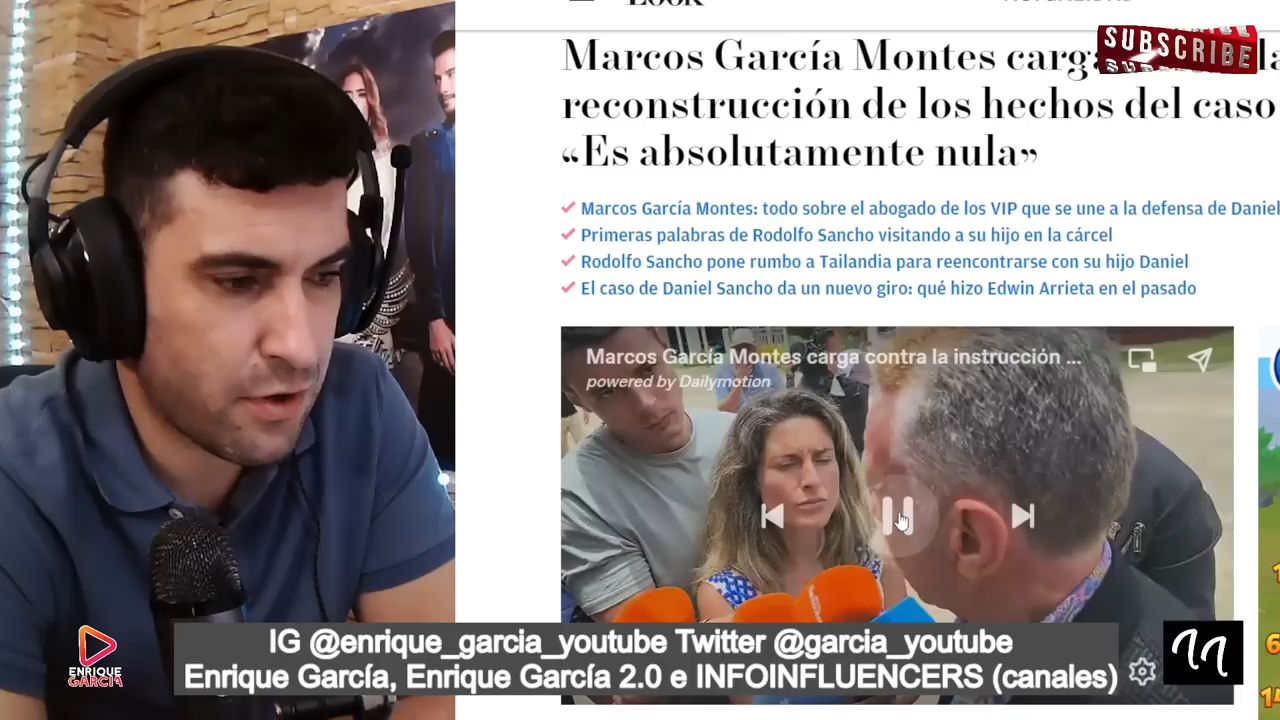 SUBSCRIBE
Marcos García Montes carga
reconstrucción de los hechos del caso
“Es absolutamente nula”
Marcos García Montes: todo sobre el abogado de los VIP que se une a la defensa de Daniel
Primeras palabras de Rodolfo Sancho visitando a su hijo en la cárcel
Rodolfo Sancho pone rumbo a Tailandia para reencontrarse con su hijo Daniel
El caso de Daniel Sancho da un nuevo giro: qué hizo Edwin Arrieta en el pasado
Marcos García Montes carga contra la instrucción ...
powered by Dailymotion
IG @enrique_garcia_youtube Twitter @garcia_youtube
Enrique García, Enrique García 2.0 e INFOINFLUENCERS (canales)
ENRIQUE
GARCÍA